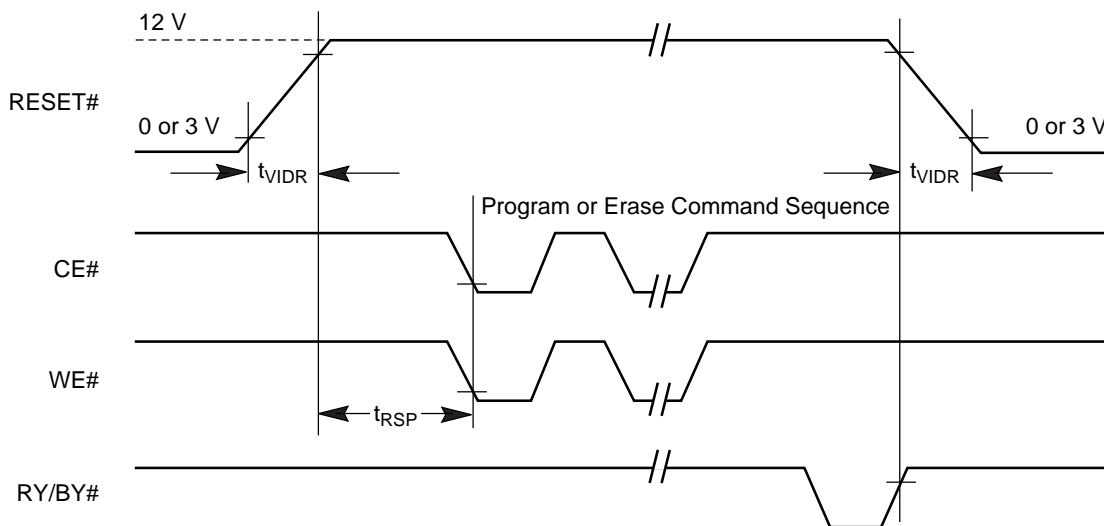 12 V
RESET#
0 or 3 V
0 or 3 V
tVIDR
tVIDR
Program or Erase Command Sequence
CE#
WE#
tRSP
RY/BY#